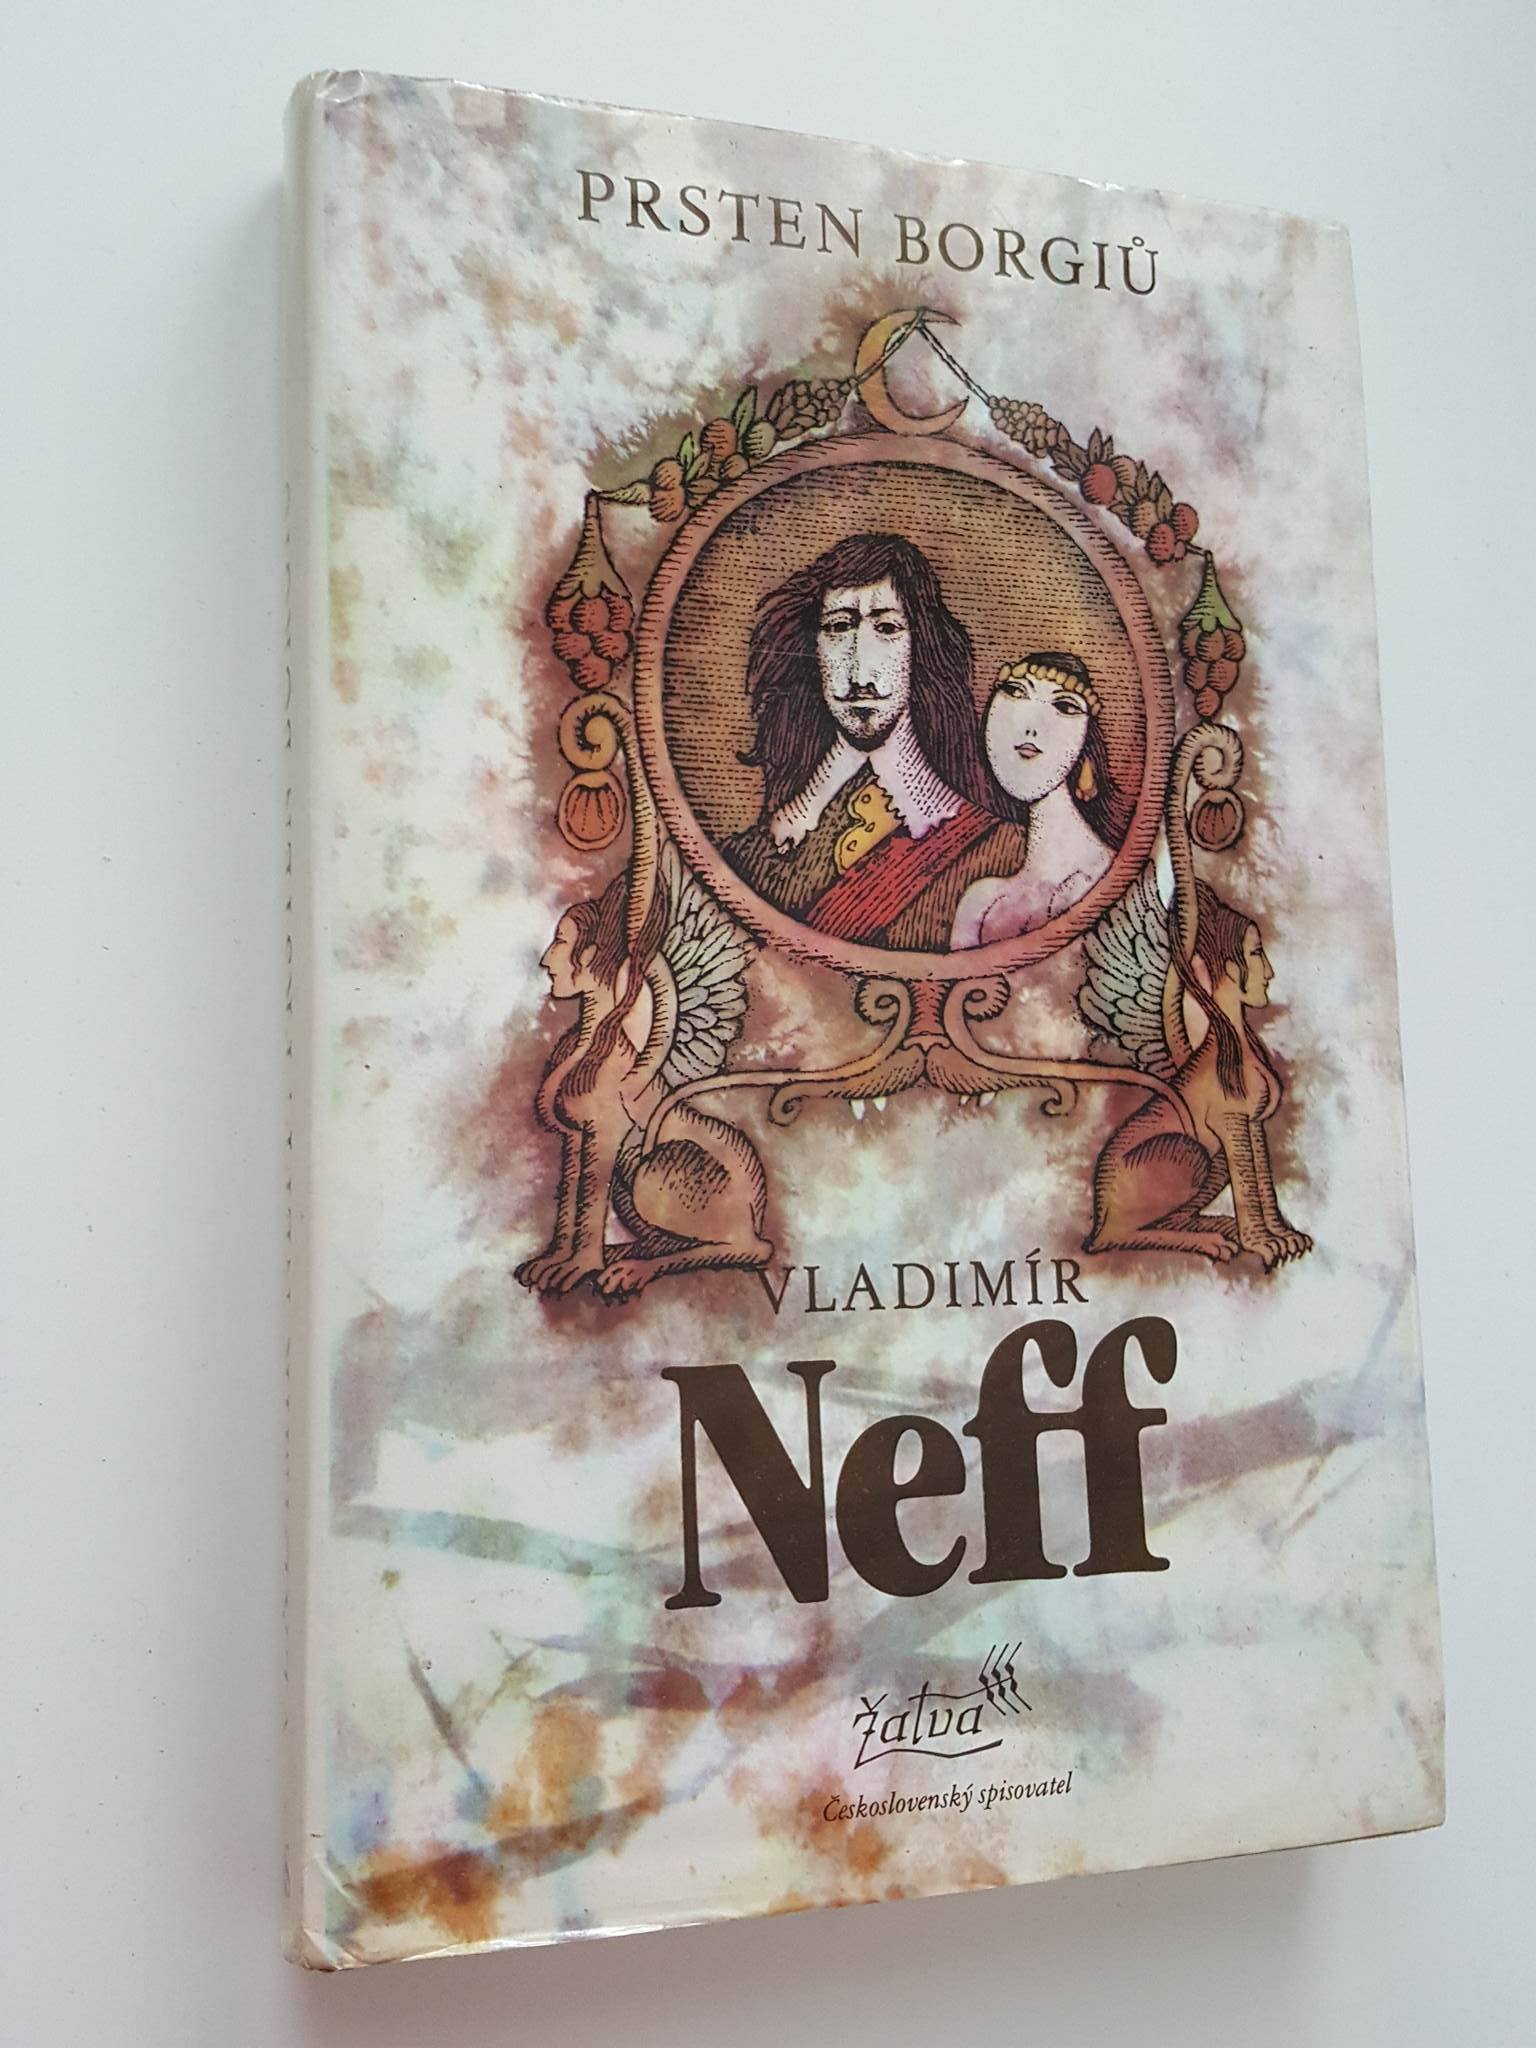 PRSTEN BORGIŮ
VLADIMÍR
Neff
Žatva
Československý spisovatel